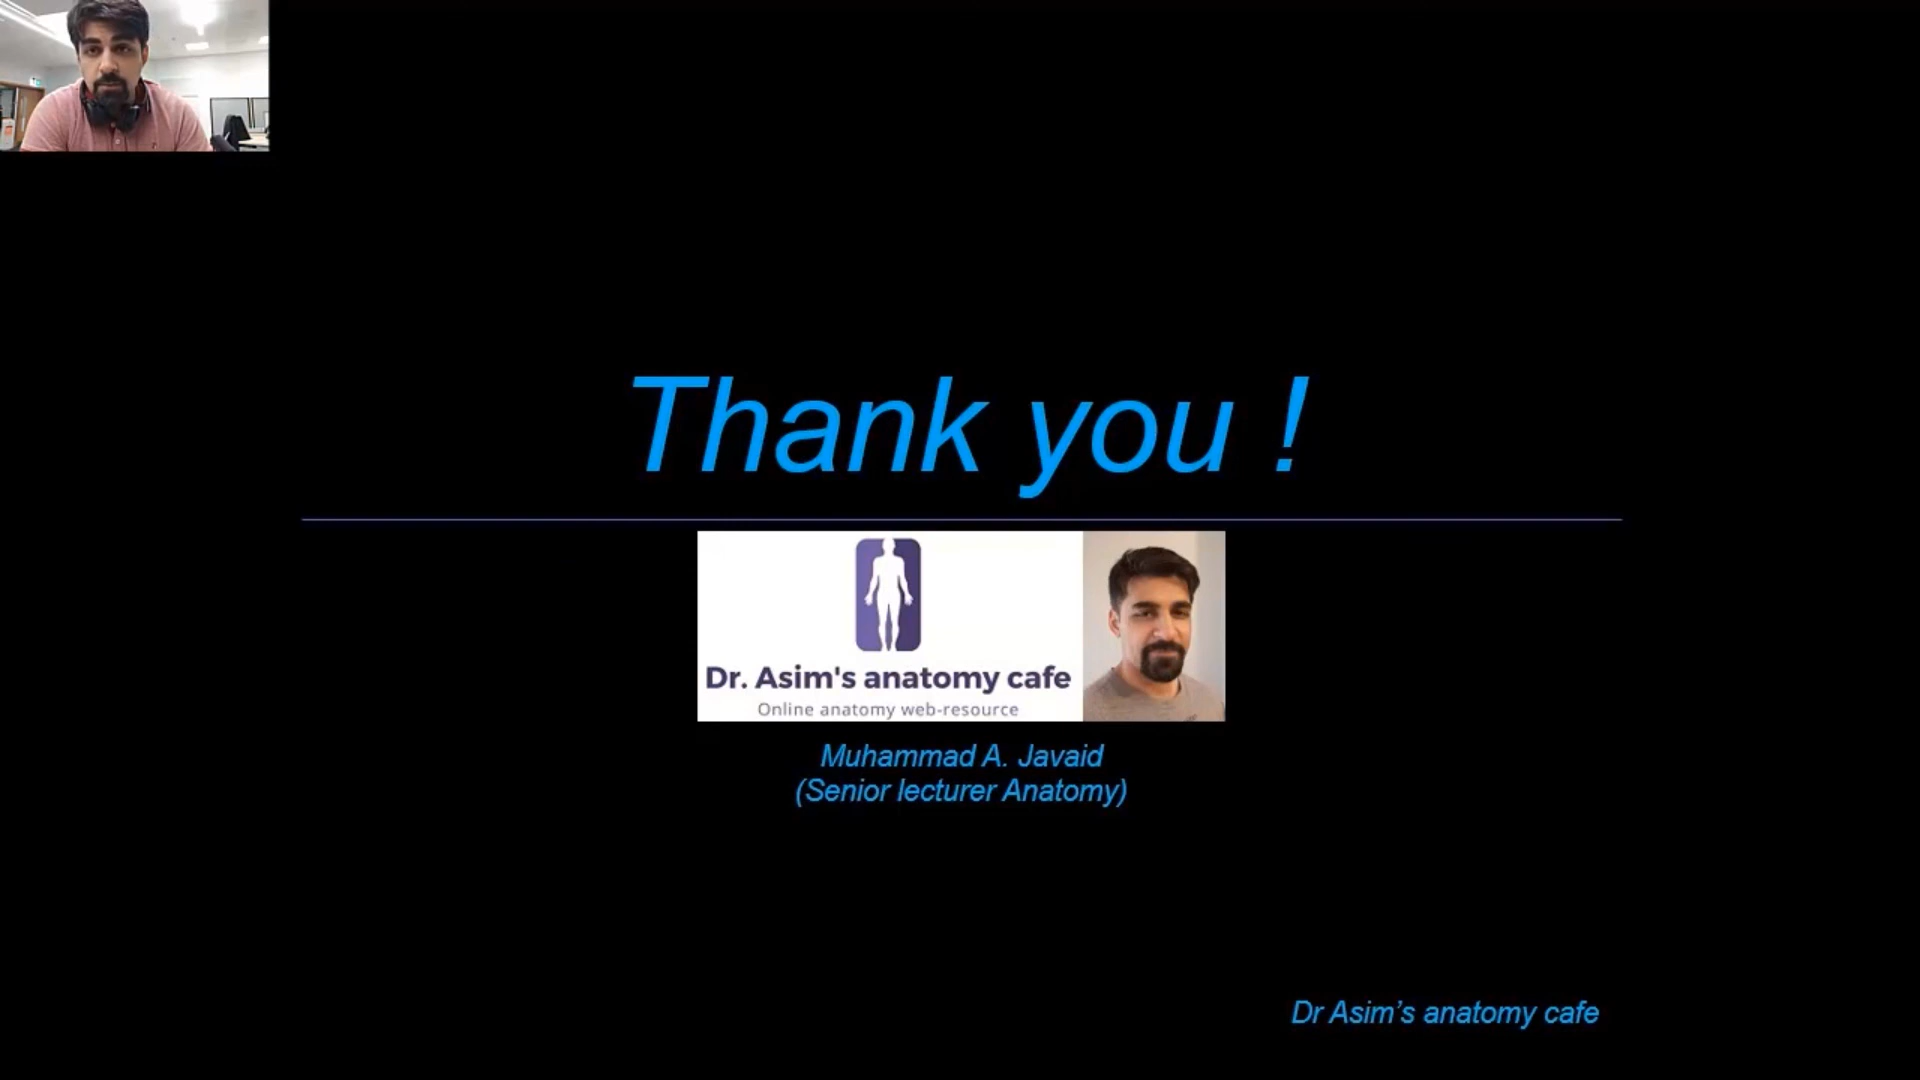 Thank you !
Dr. Asim's anatomy cafe
Online anatomy web-resource
Muhammad A. Javaid
(Senior lecturer Anatomy)
Dr Asim’s anatomy cafe